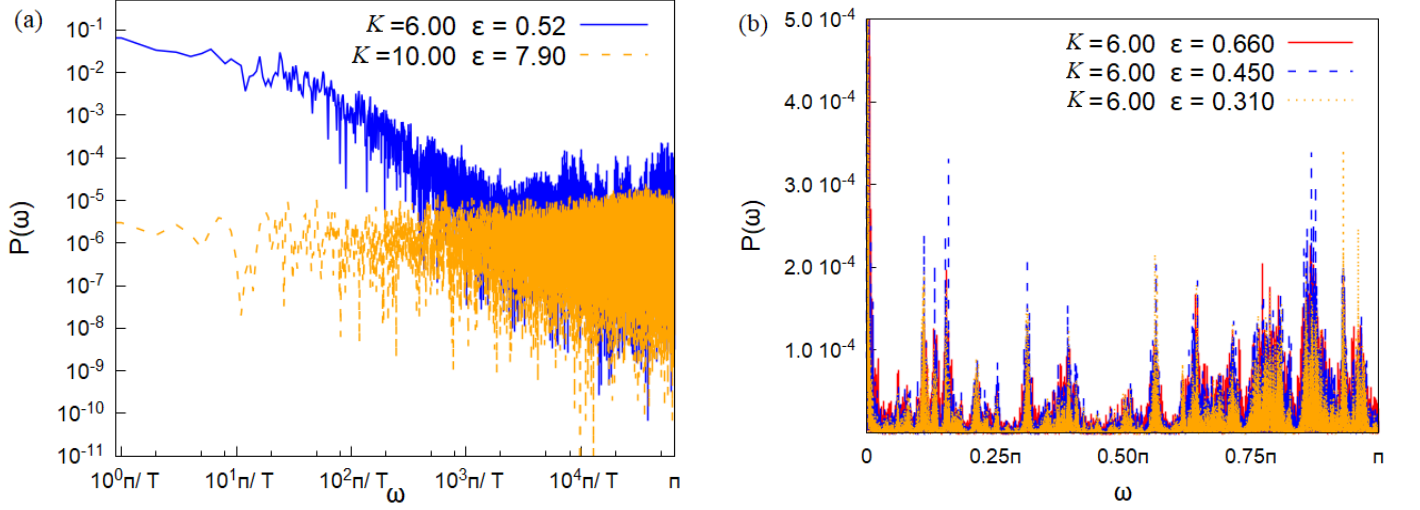 (a)
K=6.00 ε = 0.52
K=10.00 ε = 7.90
P(ω)
10⁻¹
10⁻²
10⁻³
10⁻⁴
10⁻⁵
10⁻⁶
10⁻⁷
10⁻⁸
10⁻⁹
10⁻¹⁰
10⁻¹¹
10⁰π/ T 10¹π/ T 10²π/ T 10³π/ T 10⁴π/ T π
ω
(b)
K=6.00 ε = 0.660
K=6.00 ε = 0.450
K=6.00 ε = 0.310
P(ω)
5.0 10⁻⁴
4.0 10⁻⁴
3.0 10⁻⁴
2.0 10⁻⁴
1.0 10⁻⁴
0 0.25π 0.50π 0.75π π
ω